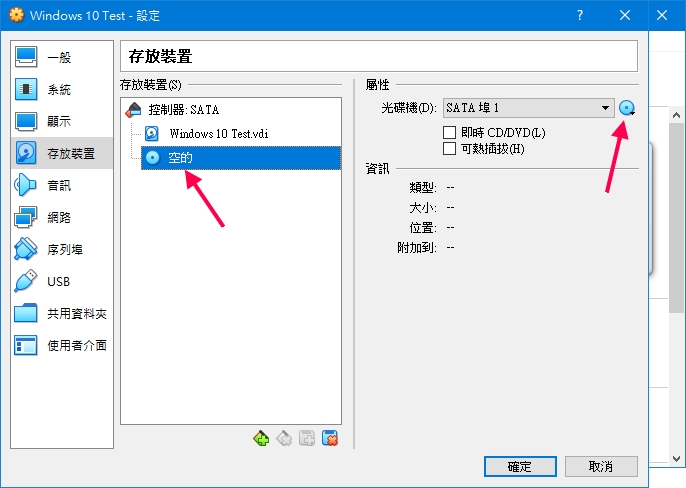 Windows 10 Test - 設定
?
一般
系統
顯示
存放裝置
音訊
網路
序列埠
USB
共用資料夾
使用者介面
存放裝置
存放裝置(S)
控制器: SATA
Windows 10 Test.vdi
空的
屬性
光碟機(D): SATA 埠 1
即時 CD/DVD(L)
可熱插拔(H)
資訊
類型: --
大小: --
位置: --
附加到: --
確定
取消